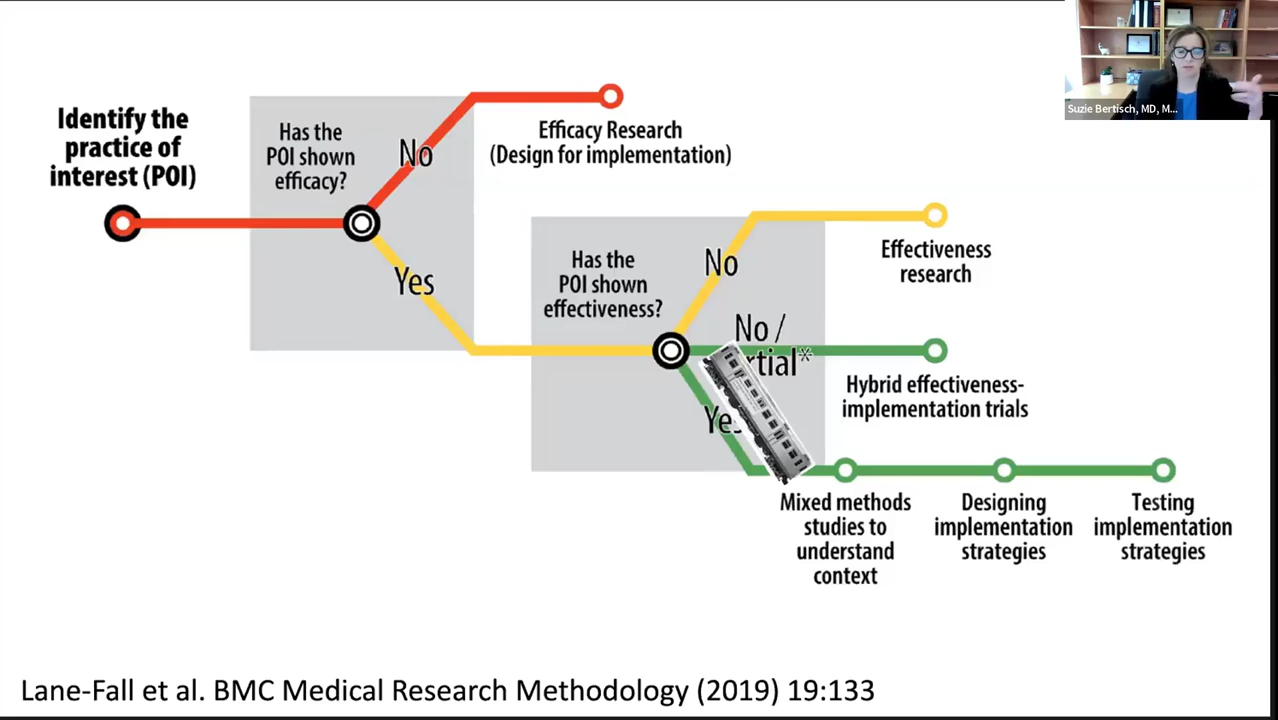 Suzie Bertisch, MD, M...
Identify the
practice of
interest (POI)
Has the
POI shown
efficacy?
No
Yes
Efficacy Research
(Design for implementation)
Has the
POI shown
effectiveness?
No
No /
rtial*
Ye
Effectiveness
research
Hybrid effectiveness-
implementation trials
Mixed methods
studies to
understand
context
Designing
implementation
strategies
Testing
implementation
strategies
Lane-Fall et al. BMC Medical Research Methodology (2019) 19:133